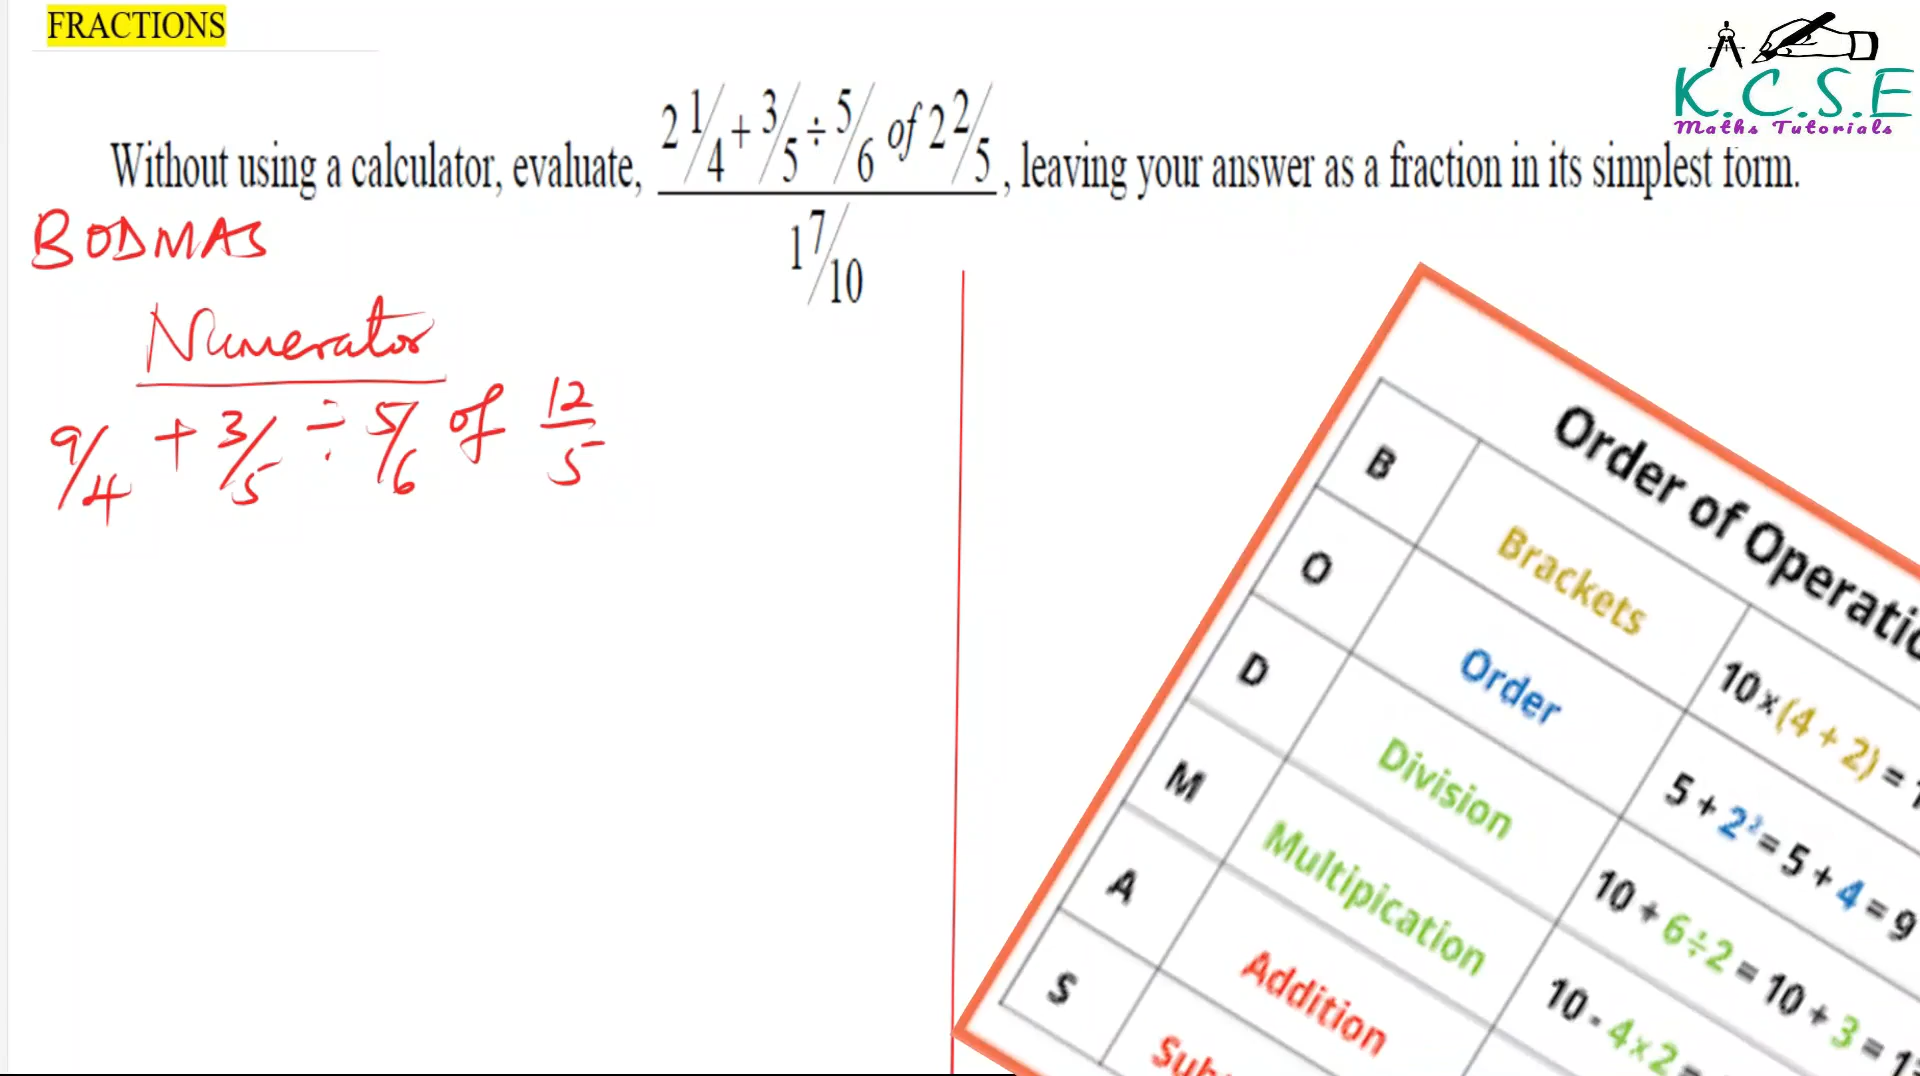 FRACTIONS
K.C.S.E
Maths Tutorials
Without using a calculator, evaluate, (2 1/4 + 3/5 ÷ 5/6 of 2 2/5) / (1 7/10), leaving your answer as a fraction in its simplest form.
BODMAS
Numerator
9/4 + 3/5 ÷ 5/6 of 12/5
Order of
B Brackets 10×(4 + 2) =
O Order 5 + 2² = 5 + 4 = 9
D Division 10 + 6÷2 = 10 + 3 =
M Multipication 10 - 4×2 =
A Addition
S